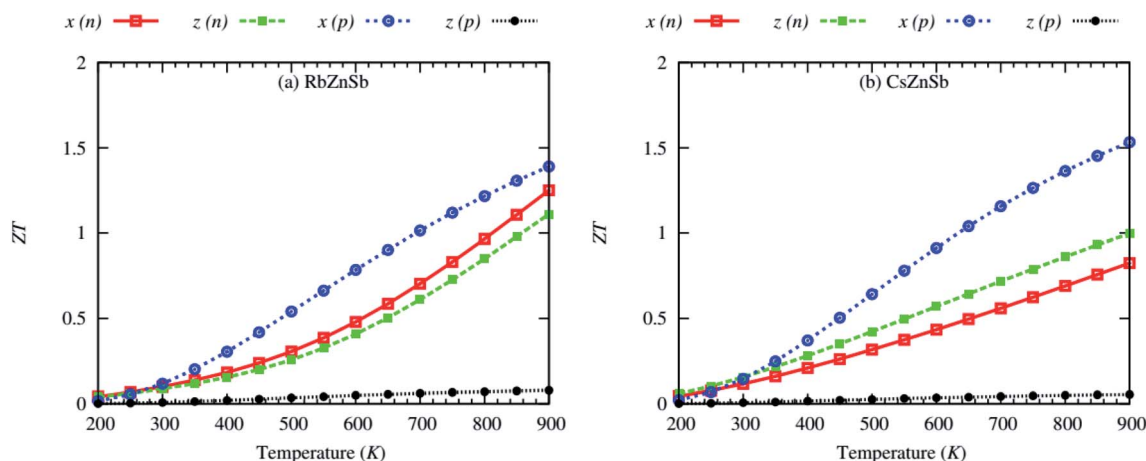 x (n) z (n) x (p) z (p)
(a) RbZnSb
2
1.5
1
0.5
0
ZT
200 300 400 500 600 700 800 900
Temperature (K)
x (n) z (n) x (p) z (p)
(b) CsZnSb
2
1.5
1
0.5
0
ZT
200 300 400 500 600 700 800 900
Temperature (K)